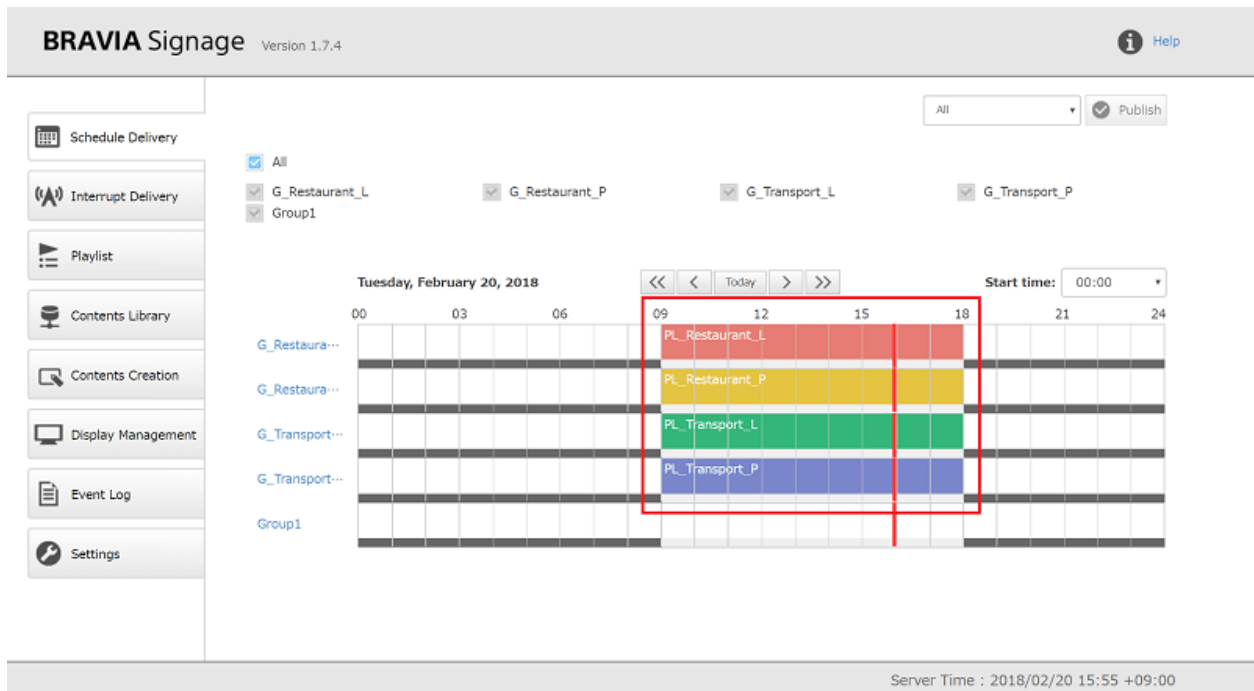 BRAVIA Signage Version 1.7.4
Help
All
Publish
Schedule Delivery
Interrupt Delivery
Playlist
Contents Library
Contents Creation
Display Management
Event Log
Settings
All
G_Restaurant_L G_Restaurant_P G_Transport_L G_Transport_P
Group1
Tuesday, February 20, 2018 << < Today > >> Start time: 00:00
00 03 06 09 12 15 18 21 24
G_Restaura··· PL_Restaurant_L
G_Restaura··· PL_Restaurant_P
G_Transport··· PL_Transport_L
G_Transport··· PL_Transport_P
Group1
Server Time : 2018/02/20 15:55 +09:00